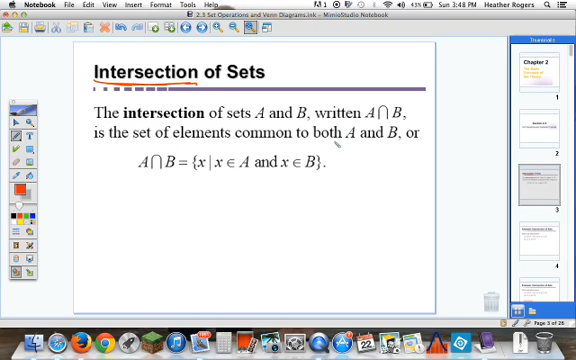 Notebook File Edit View Insert Format Tools Help
43% Sun 3:48 PM Heather Rogers
2.3 Set Operations and Venn Diagrams.ink - MimioStudio Notebook
Intersection of Sets
The intersection of sets A and B, written A ⋂ B,
is the set of elements common to both A and B, or
A ⋂ B = {x | x ∈ A and x ∈ B}.
Thumbnails
Chapter 2
1
2
3
4
Page 3 of 26
22